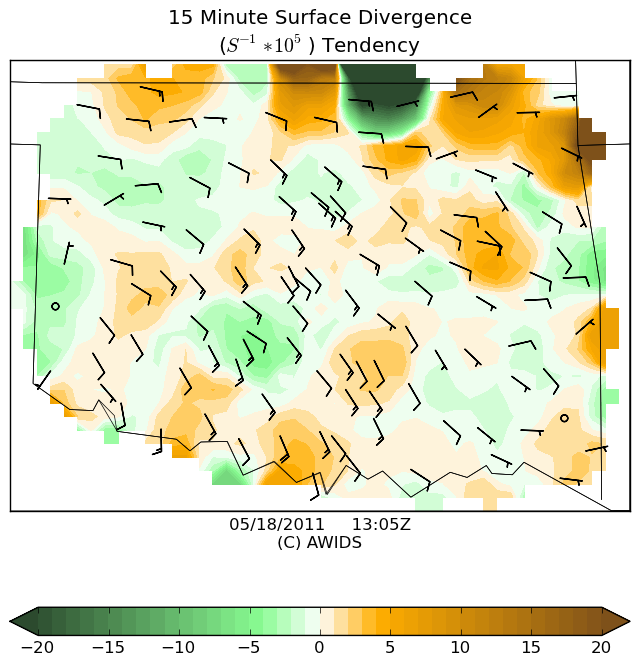 15 Minute Surface Divergence
(S⁻¹ * 10⁵ ) Tendency
05/18/2011 13:05Z
(C) AWIDS
−20 −15 −10 −5 0 5 10 15 20